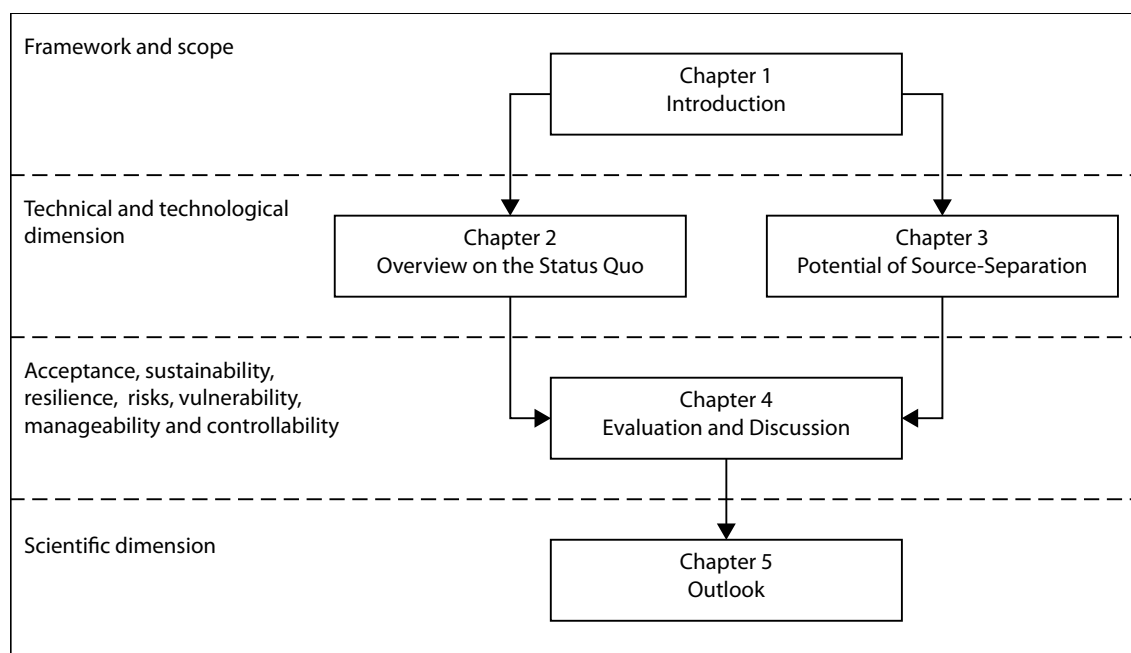 Framework and scope
Chapter 1
Introduction
Technical and technological
dimension
Chapter 2
Overview on the Status Quo
Chapter 3
Potential of Source-Separation
Acceptance, sustainability,
resilience, risks, vulnerability,
manageability and controllability
Chapter 4
Evaluation and Discussion
Scientific dimension
Chapter 5
Outlook